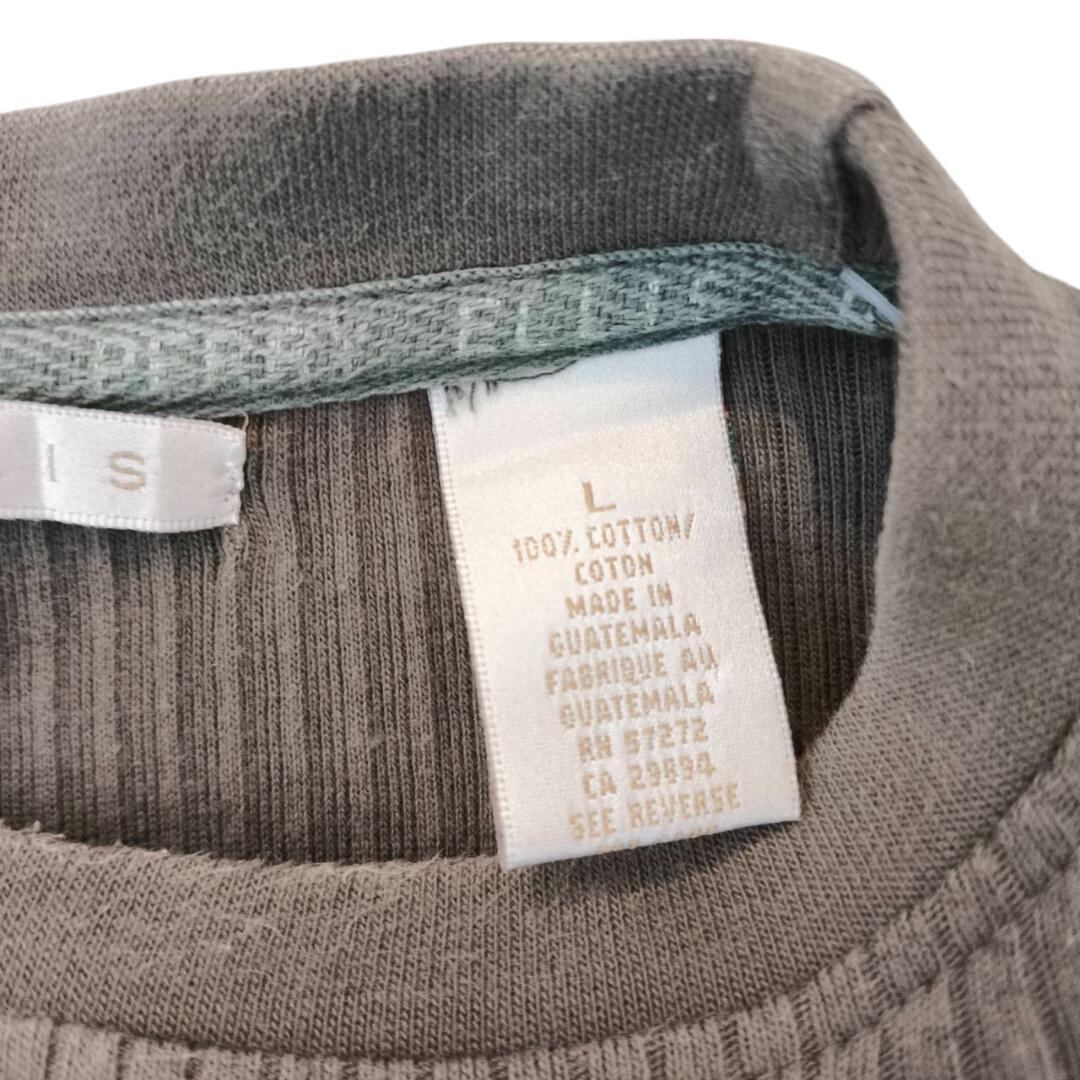 I S
L
100% COTTON/
COTON
MADE IN
GUATEMALA
FABRIQUE AU
GUATEMALA
RN 57272
CA 29894
SEE REVERSE